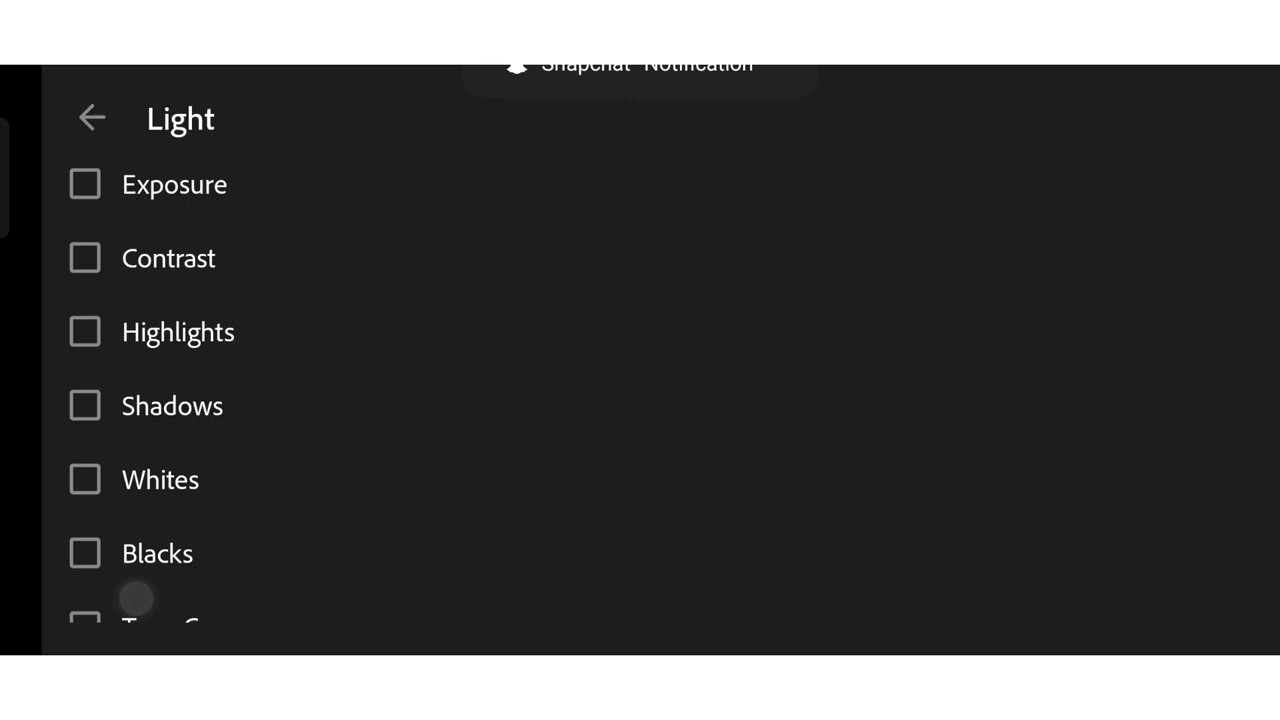 Snapchat Notification
Light
Exposure
Contrast
Highlights
Shadows
Whites
Blacks